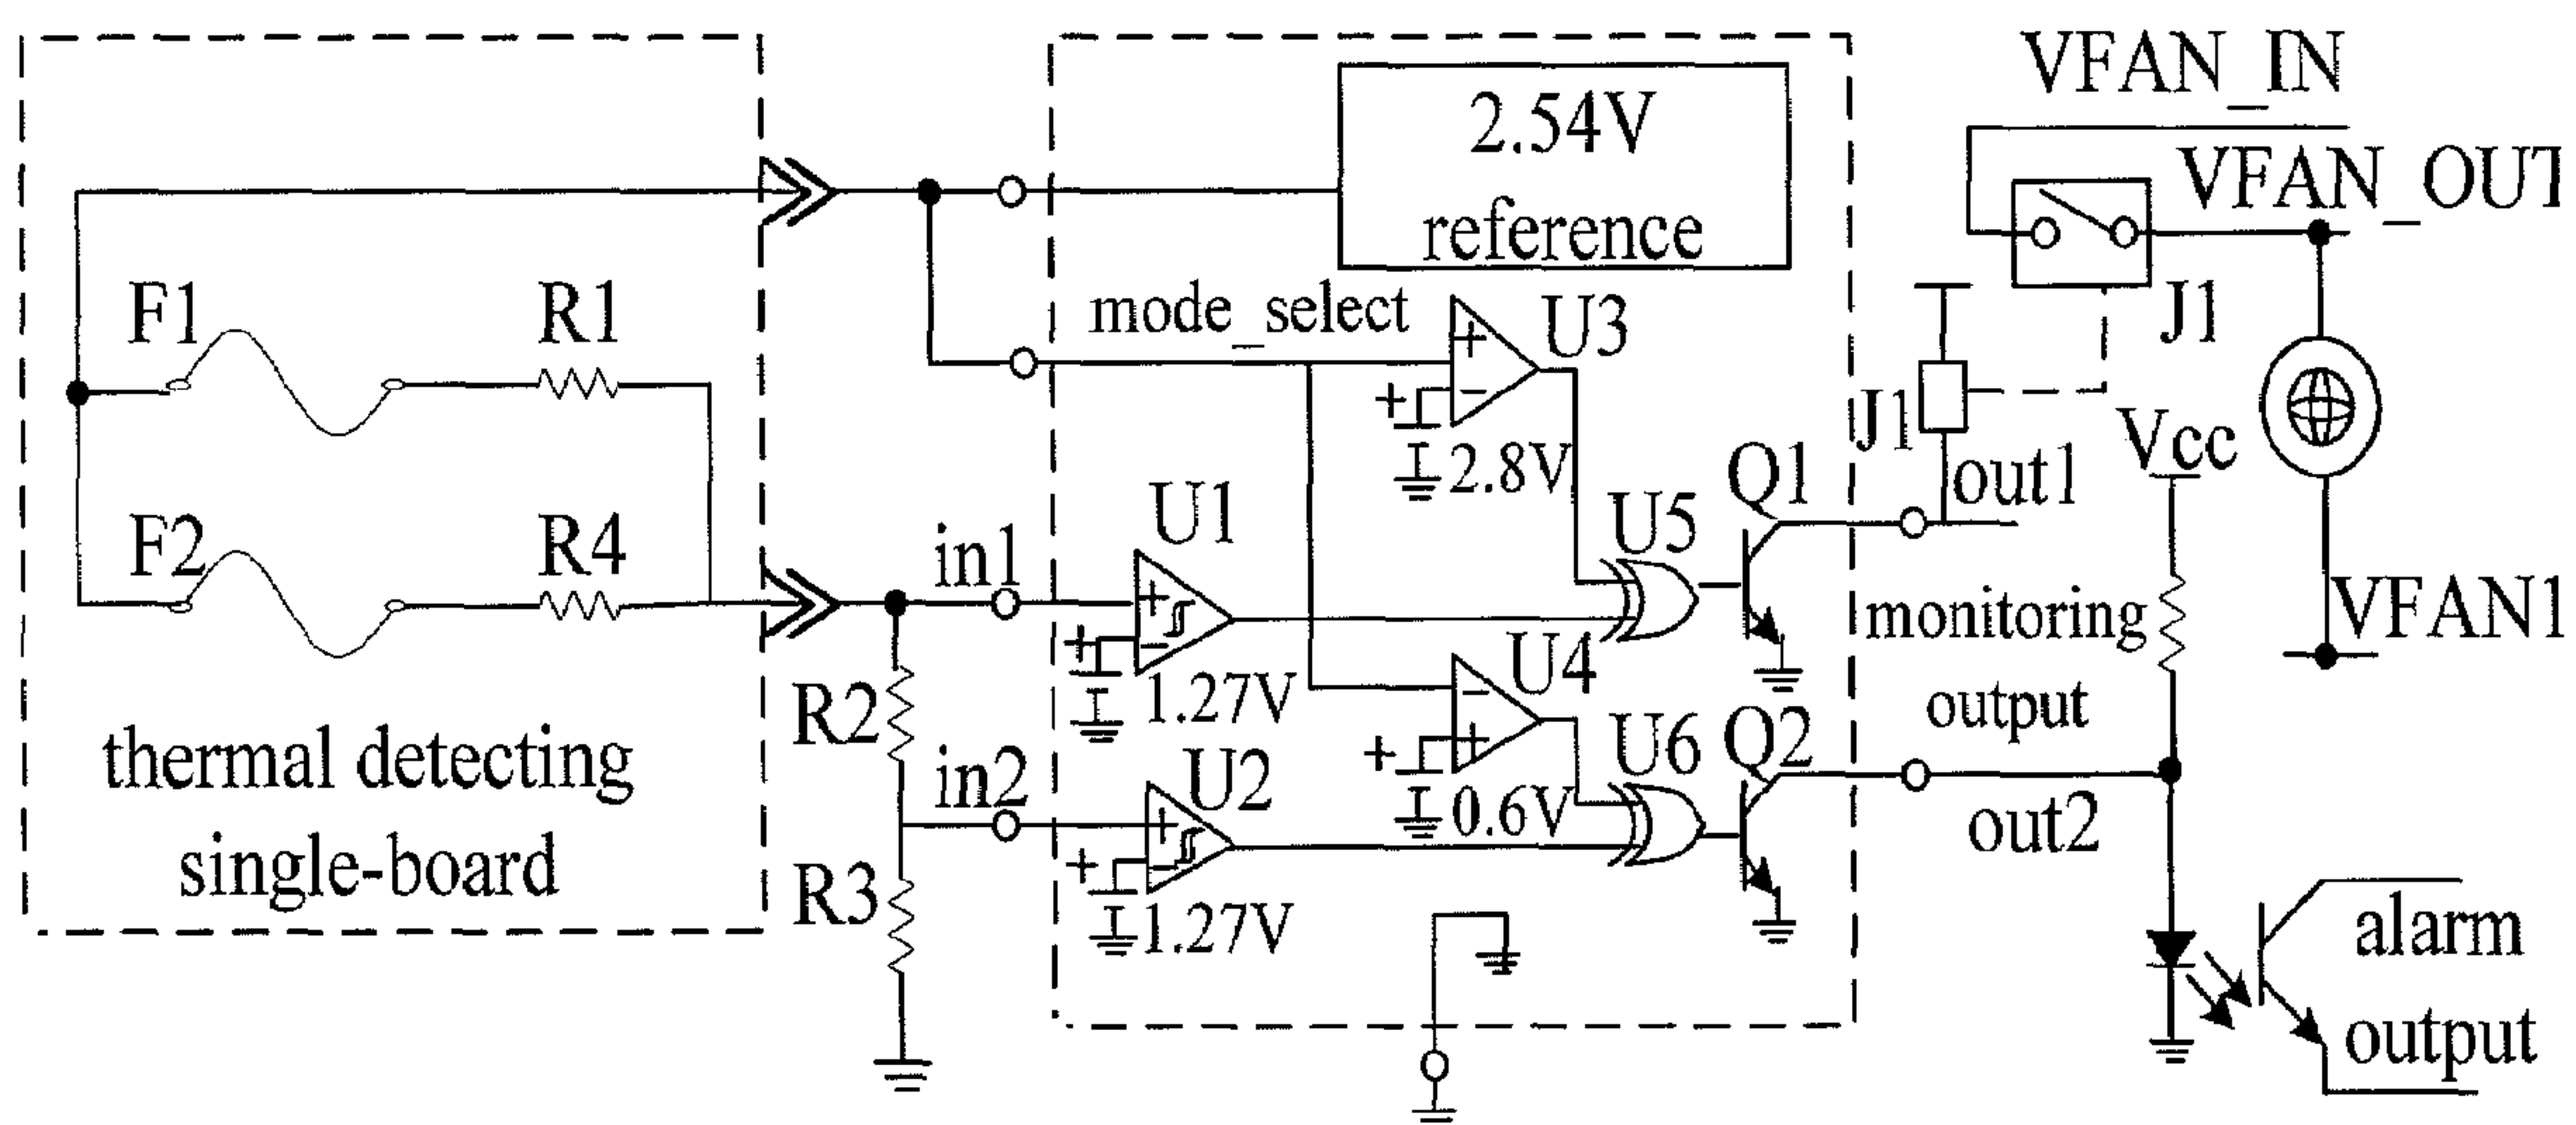 VFAN_IN
2.54V
reference
VFAN_OUT
F1
R1
mode_select
U3
J1
+
−
+
2.8V
J1
Vcc
U1
Q1
out1
F2
R4
in1
U5
+
−
+
1.27V
U4
monitoring
output
VFAN1
R2
−
+
+
0.6V
U6
Q2
in2
U2
out2
thermal detecting
single-board
+
−
+
1.27V
R3
alarm
output